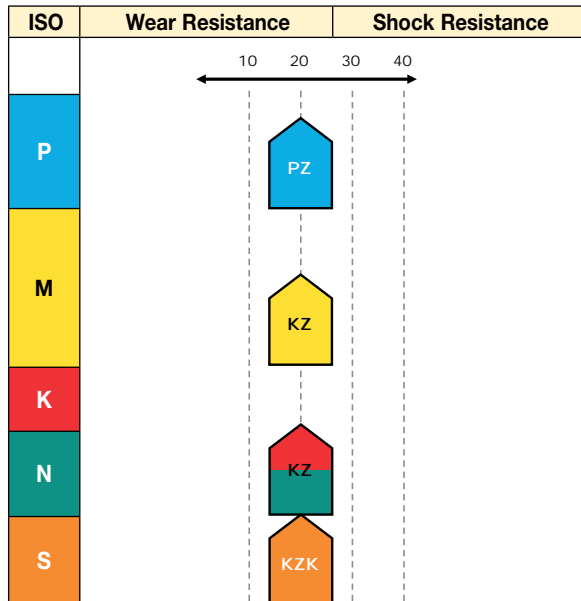 ISO Wear Resistance Shock Resistance
10 20 30 40
P PZ
M KZ
K
N KZ
S KZK